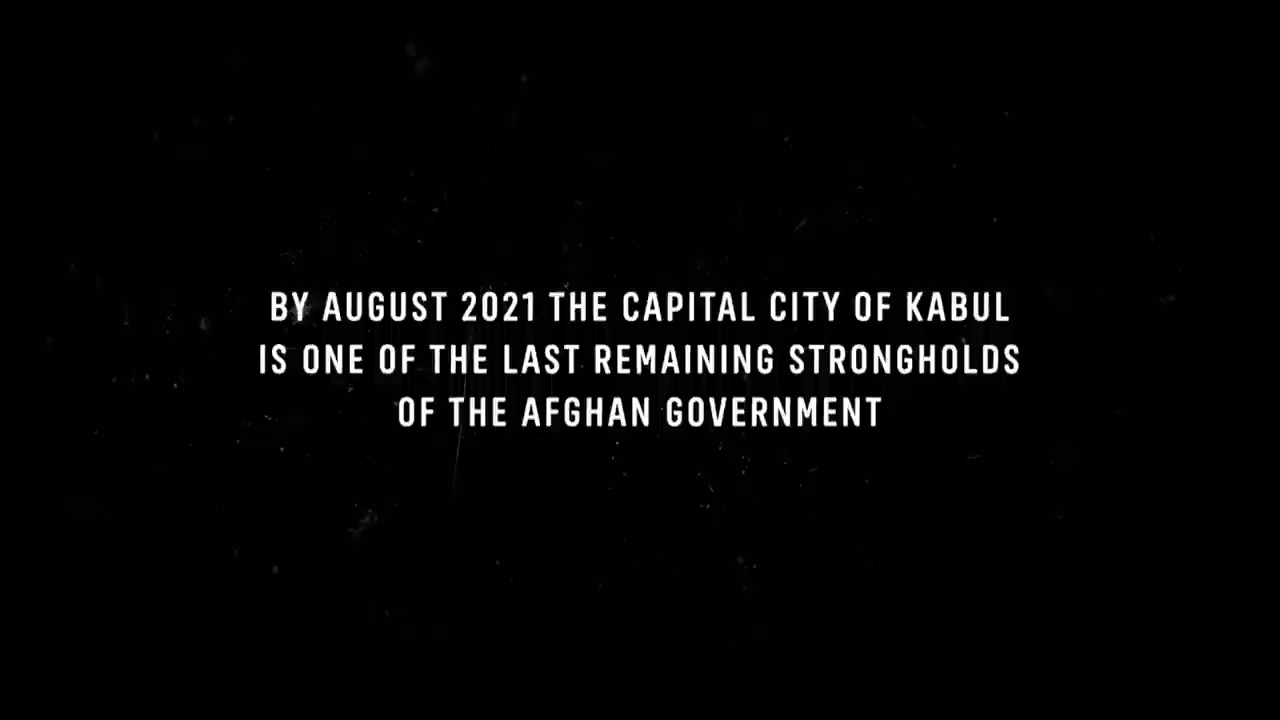 BY AUGUST 2021 THE CAPITAL CITY OF KABUL
IS ONE OF THE LAST REMAINING STRONGHOLDS
OF THE AFGHAN GOVERNMENT